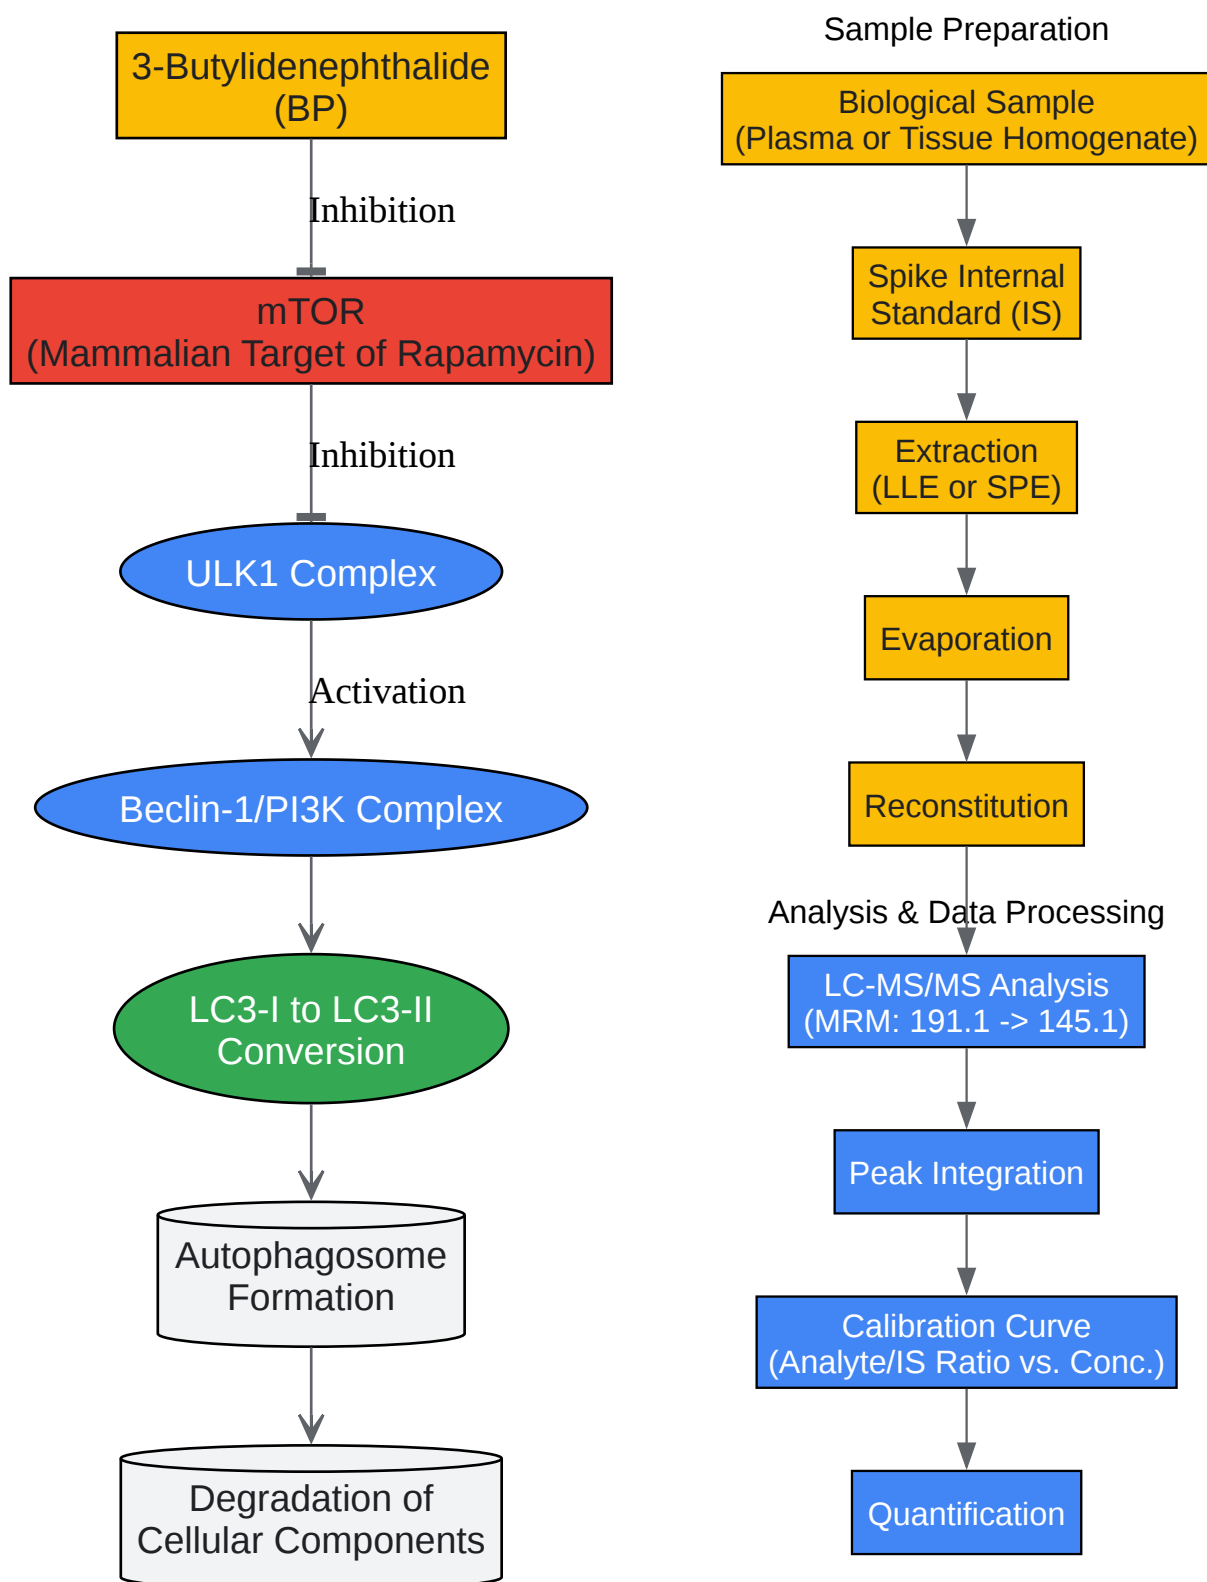 3-Butylidenephthalide
(BP)
Inhibition
mTOR
(Mammalian Target of Rapamycin)
Inhibition
ULK1 Complex
Activation
Beclin-1/PI3K Complex
LC3-I to LC3-II
Conversion
Autophagosome
Formation
Degradation of
Cellular Components
Sample Preparation
Biological Sample
(Plasma or Tissue Homogenate)
Spike Internal
Standard (IS)
Extraction
(LLE or SPE)
Evaporation
Reconstitution
Analysis & Data Processing
LC-MS/MS Analysis
(MRM: 191.1 -> 145.1)
Peak Integration
Calibration Curve
(Analyte/IS Ratio vs. Conc.)
Quantification